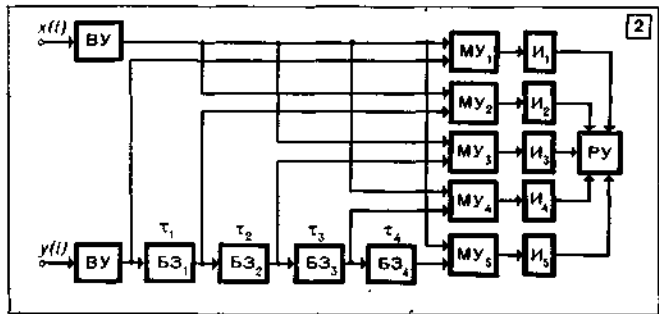 2
x(t)
ВУ
МУ₁
И₁
МУ₂
И₂
МУ₃
И₃
РУ
МУ₄
И₄
τ₁
τ₂
τ₃
τ₄
y(t)
ВУ
БЗ₁
БЗ₂
БЗ₃
БЗ₄
МУ₅
И₅